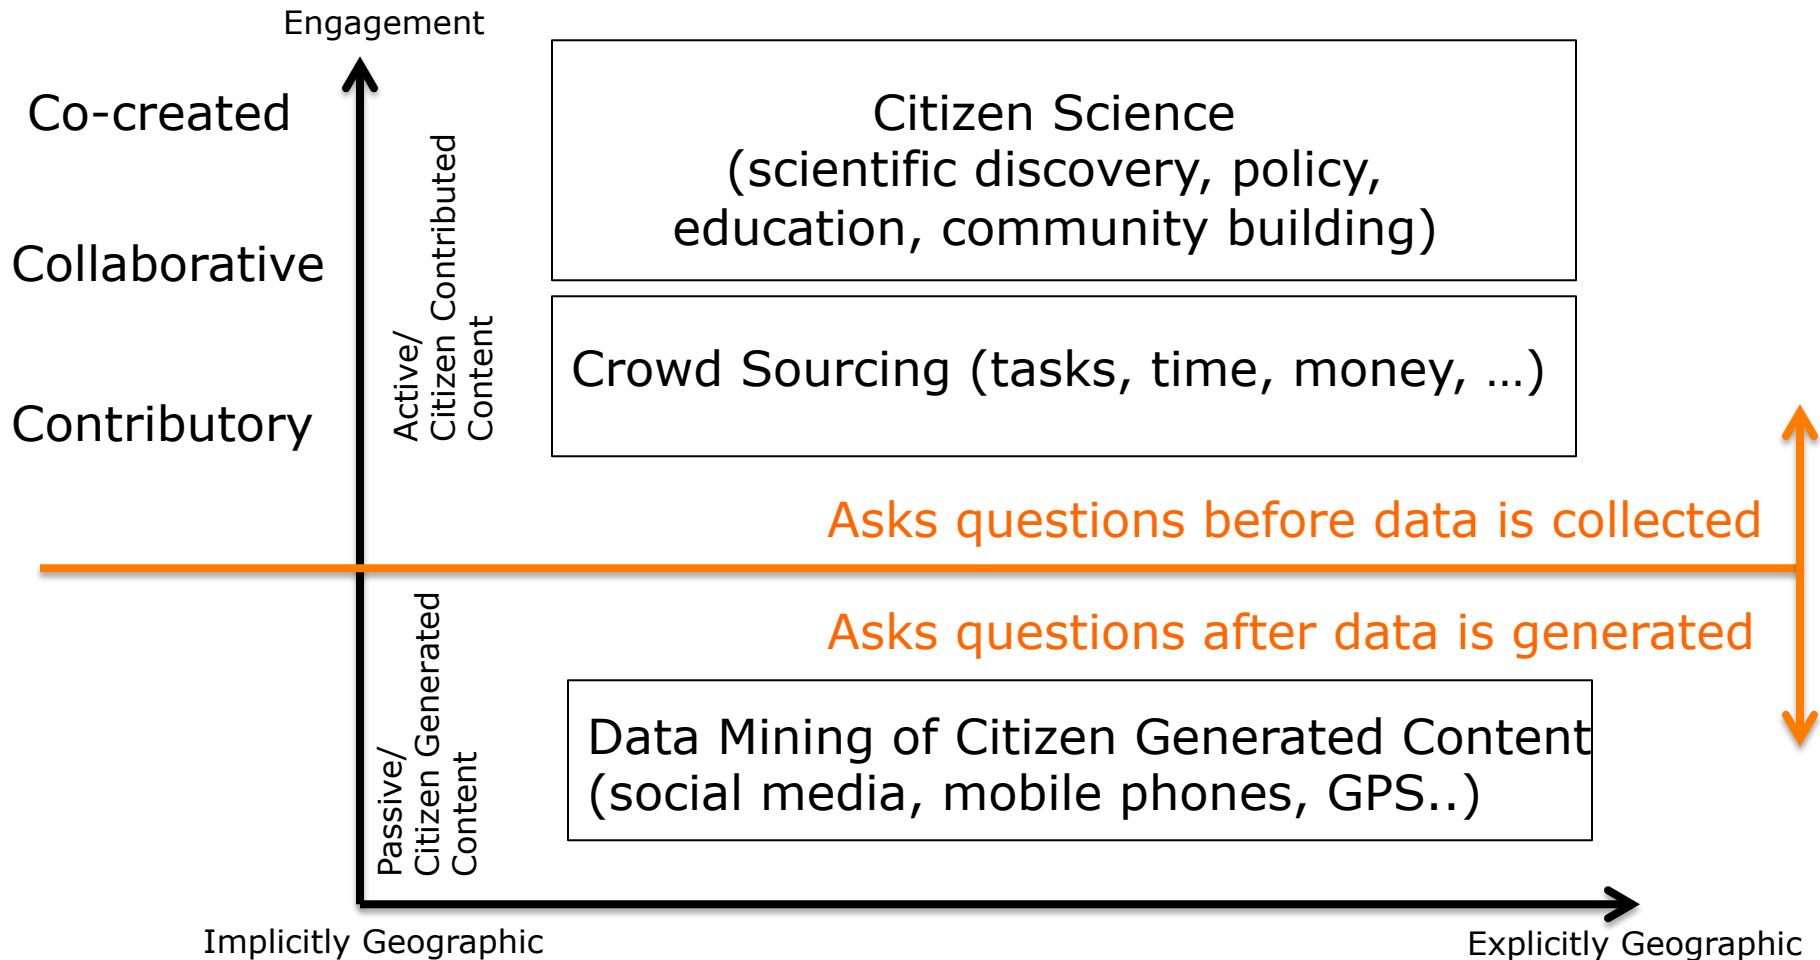 Engagement
Co-created
Collaborative
Contributory
Active/
Citizen Contributed
Content
Citizen Science
(scientific discovery, policy,
education, community building)
Crowd Sourcing (tasks, time, money, ...)
Asks questions before data is collected
Asks questions after data is generated
Passive/
Citizen Generated
Content
Data Mining of Citizen Generated Content
(social media, mobile phones, GPS..)
Implicitly Geographic
Explicitly Geographic